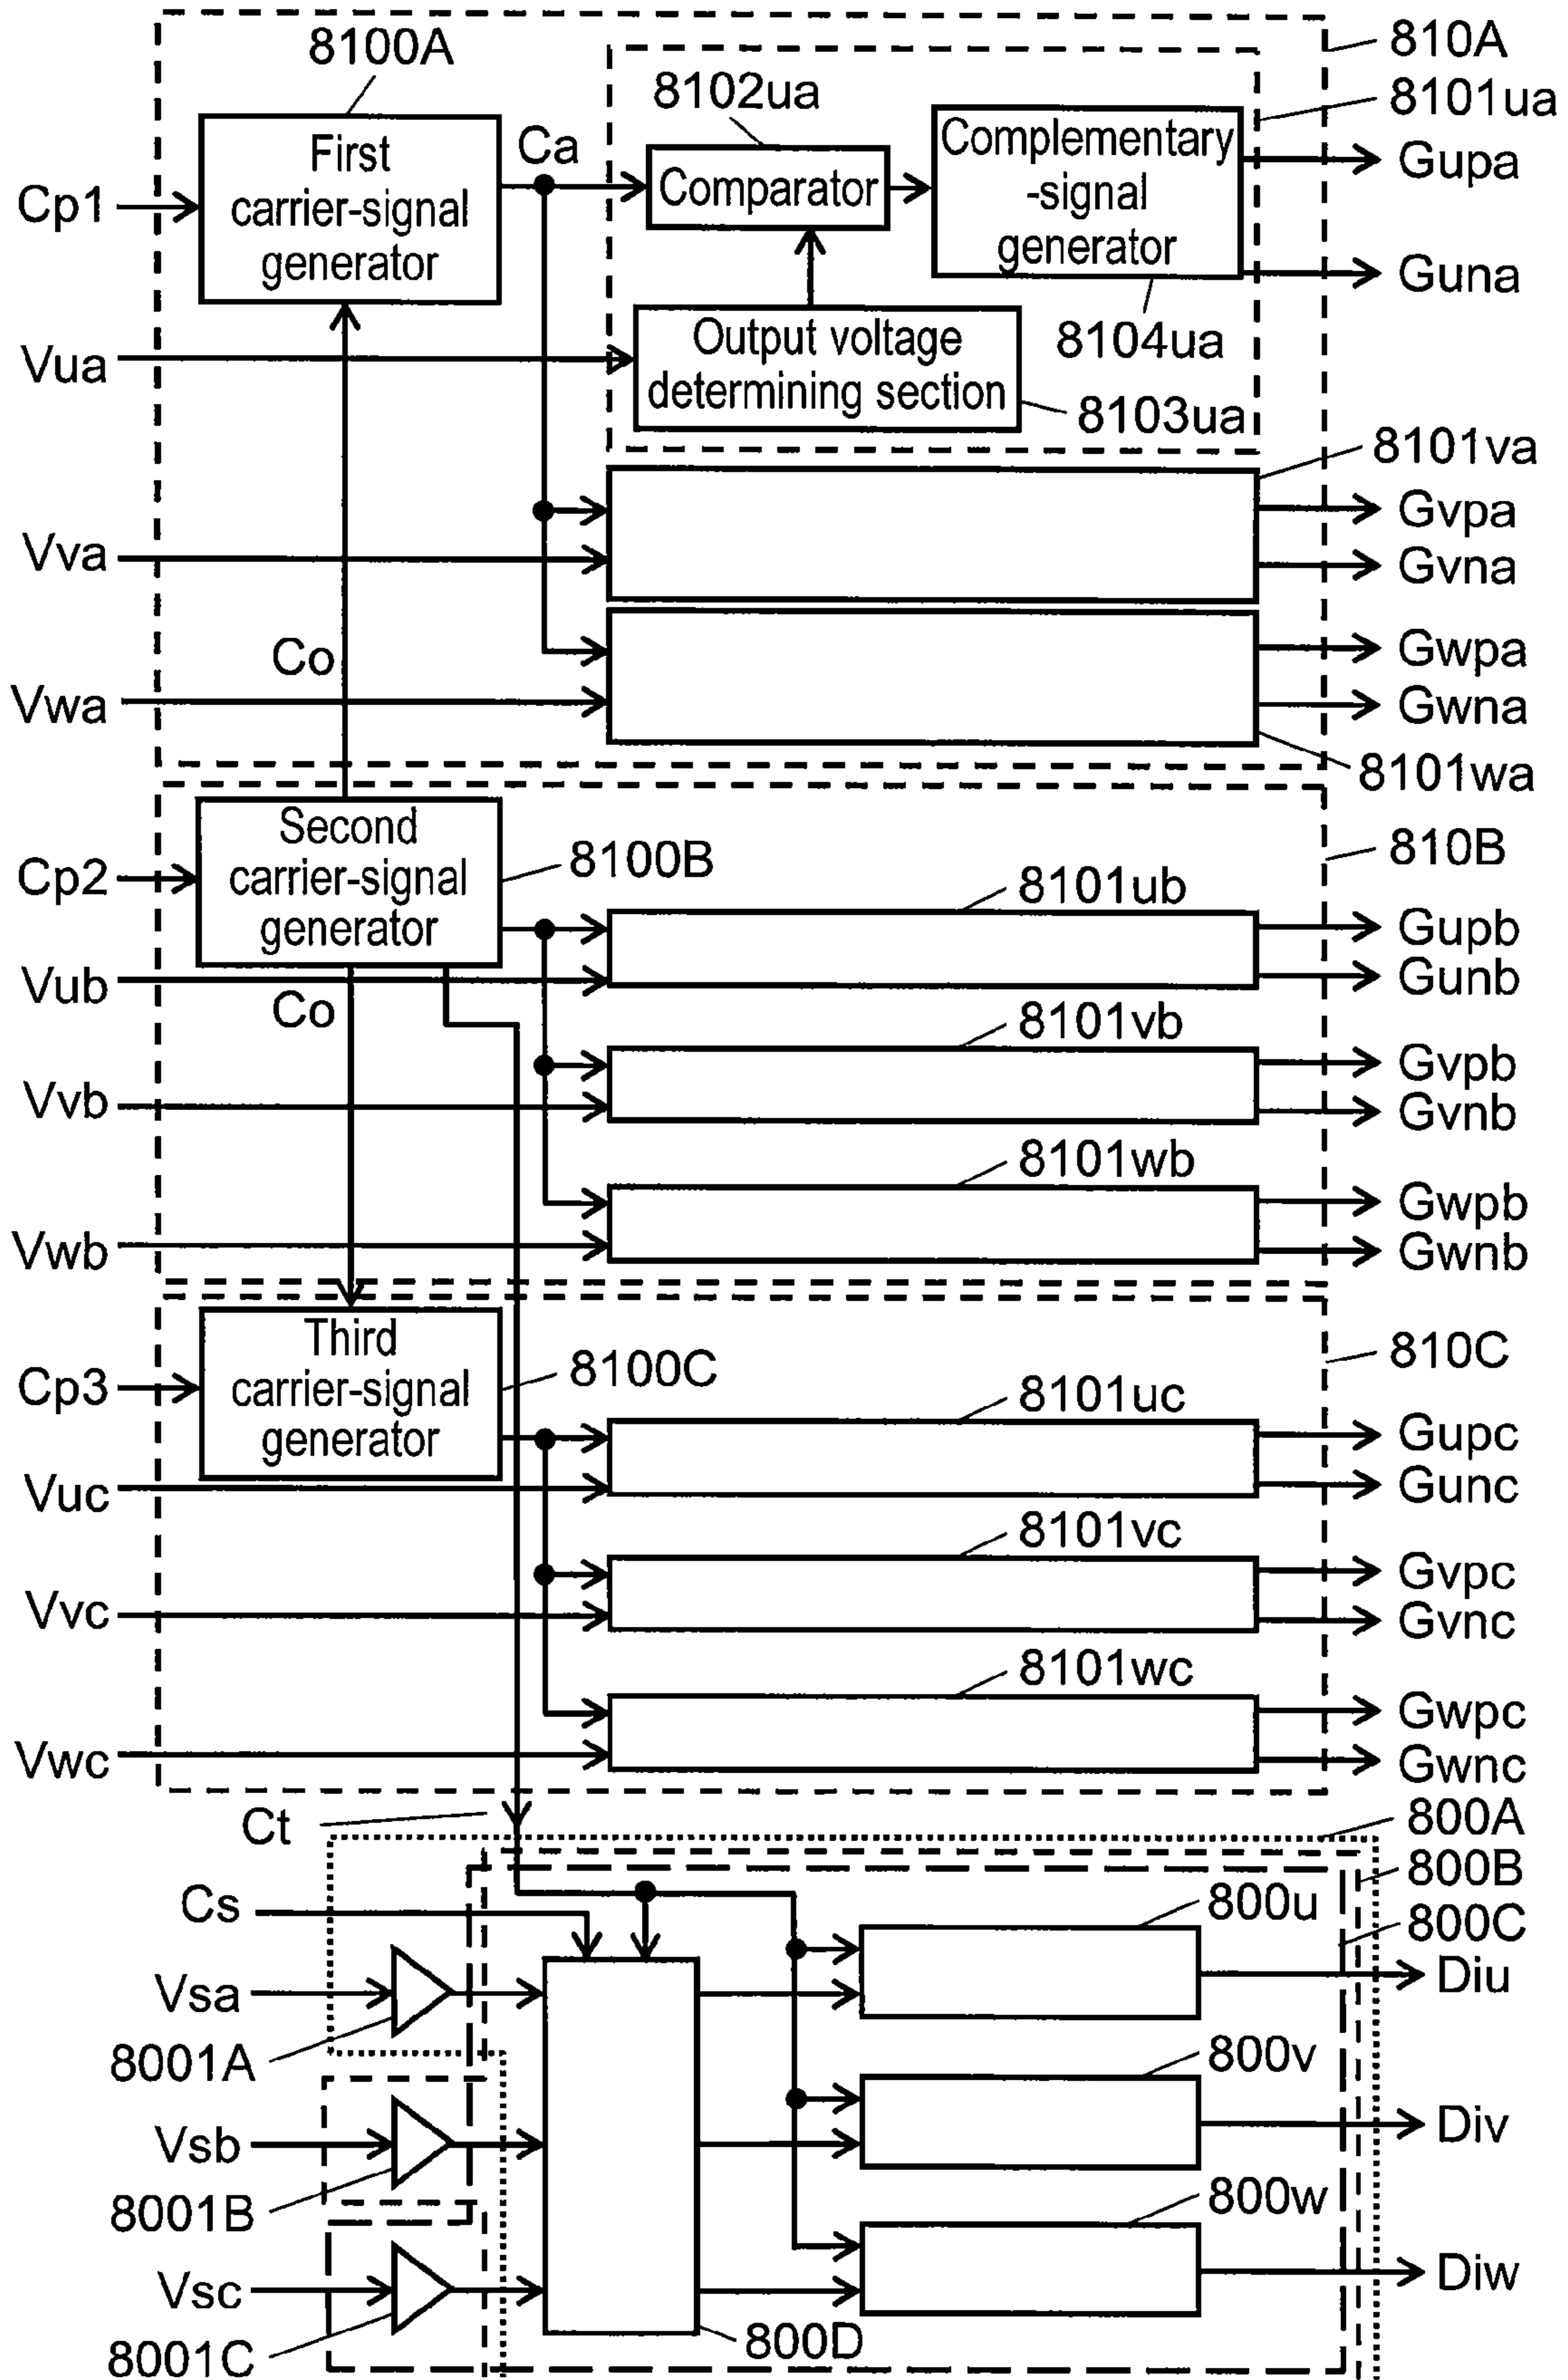 810A
8100A
8101ua
8102ua
Ca
First
carrier-signal
generator
Comparator
Complementary
-signal
generator
Gupa
Cp1
Guna
8104ua
Vua
Output voltage
determining section
8103ua
8101va
Gvpa
Vva
Gvna
Co
Gwpa
Vwa
Gwna
8101wa
Second
carrier-signal
generator
8100B
810B
Cp2
8101ub
Gupb
Vub
Gunb
Co
8101vb
Gvpb
Vvb
Gvnb
8101wb
Gwpb
Vwb
Gwnb
Third
carrier-signal
generator
8100C
810C
Cp3
8101uc
Gupc
Vuc
Gunc
8101vc
Gvpc
Vvc
Gvnc
8101wc
Gwpc
Vwc
Gwnc
Ct
800A
800B
Cs
800u
800C
Vsa
Diu
8001A
800v
Vsb
Div
8001B
800w
Vsc
Diw
8001C
800D